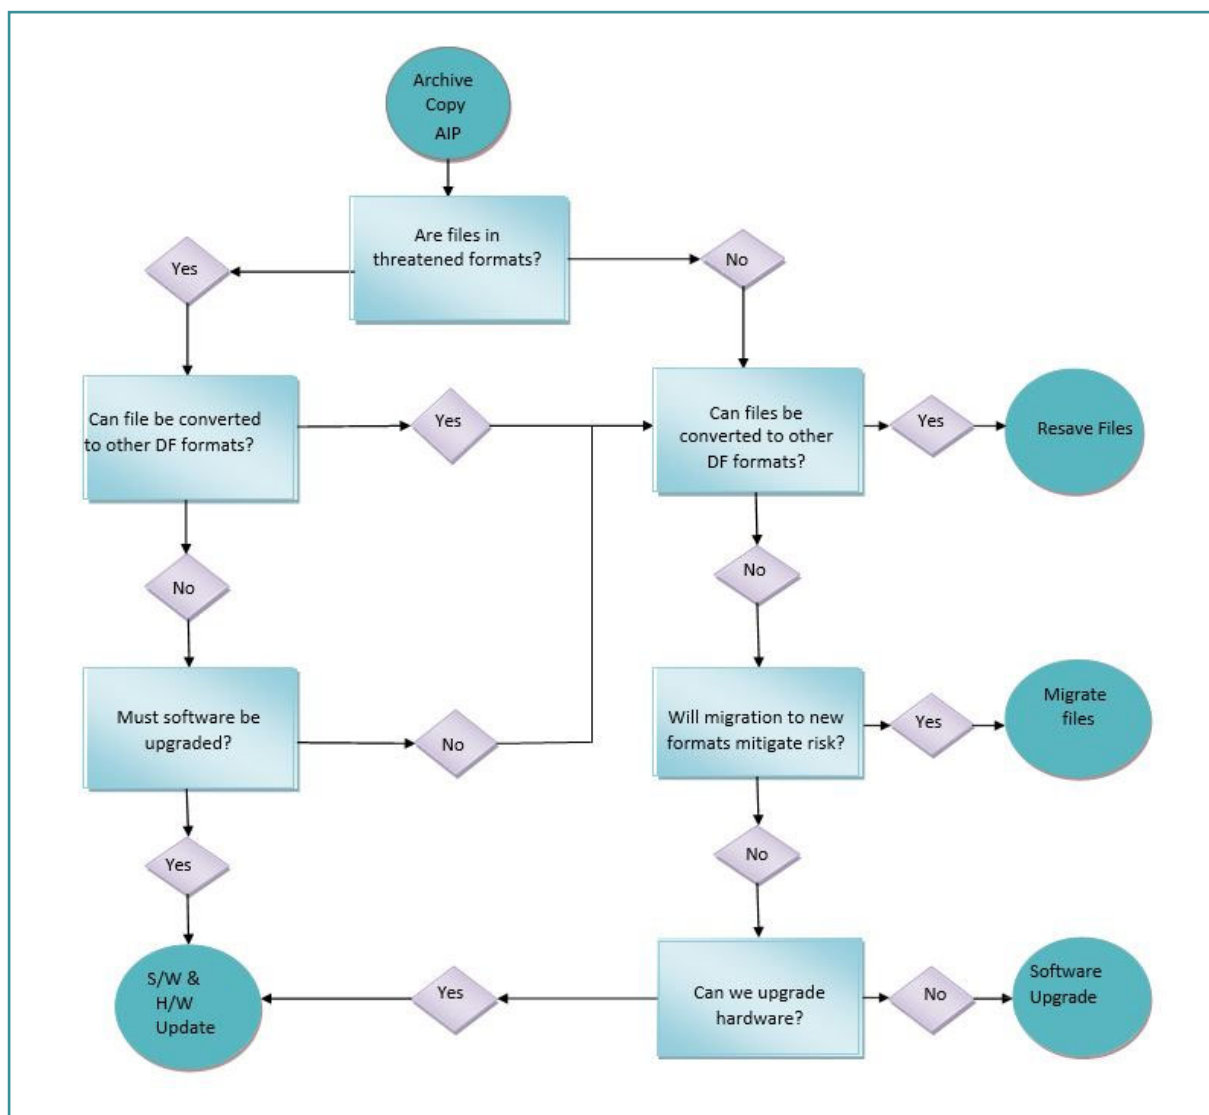 Archive
Copy
AIP
Are files in
threatened formats?
Yes
No
Can file be converted
to other DF formats?
Yes
Can files be
converted to other
DF formats?
Yes
Resave Files
No
No
Must software be
upgraded?
No
Will migration to new
formats mitigate risk?
Yes
Migrate
files
Yes
No
S/W &
H/W
Update
Yes
Can we upgrade
hardware?
No
Software
Upgrade